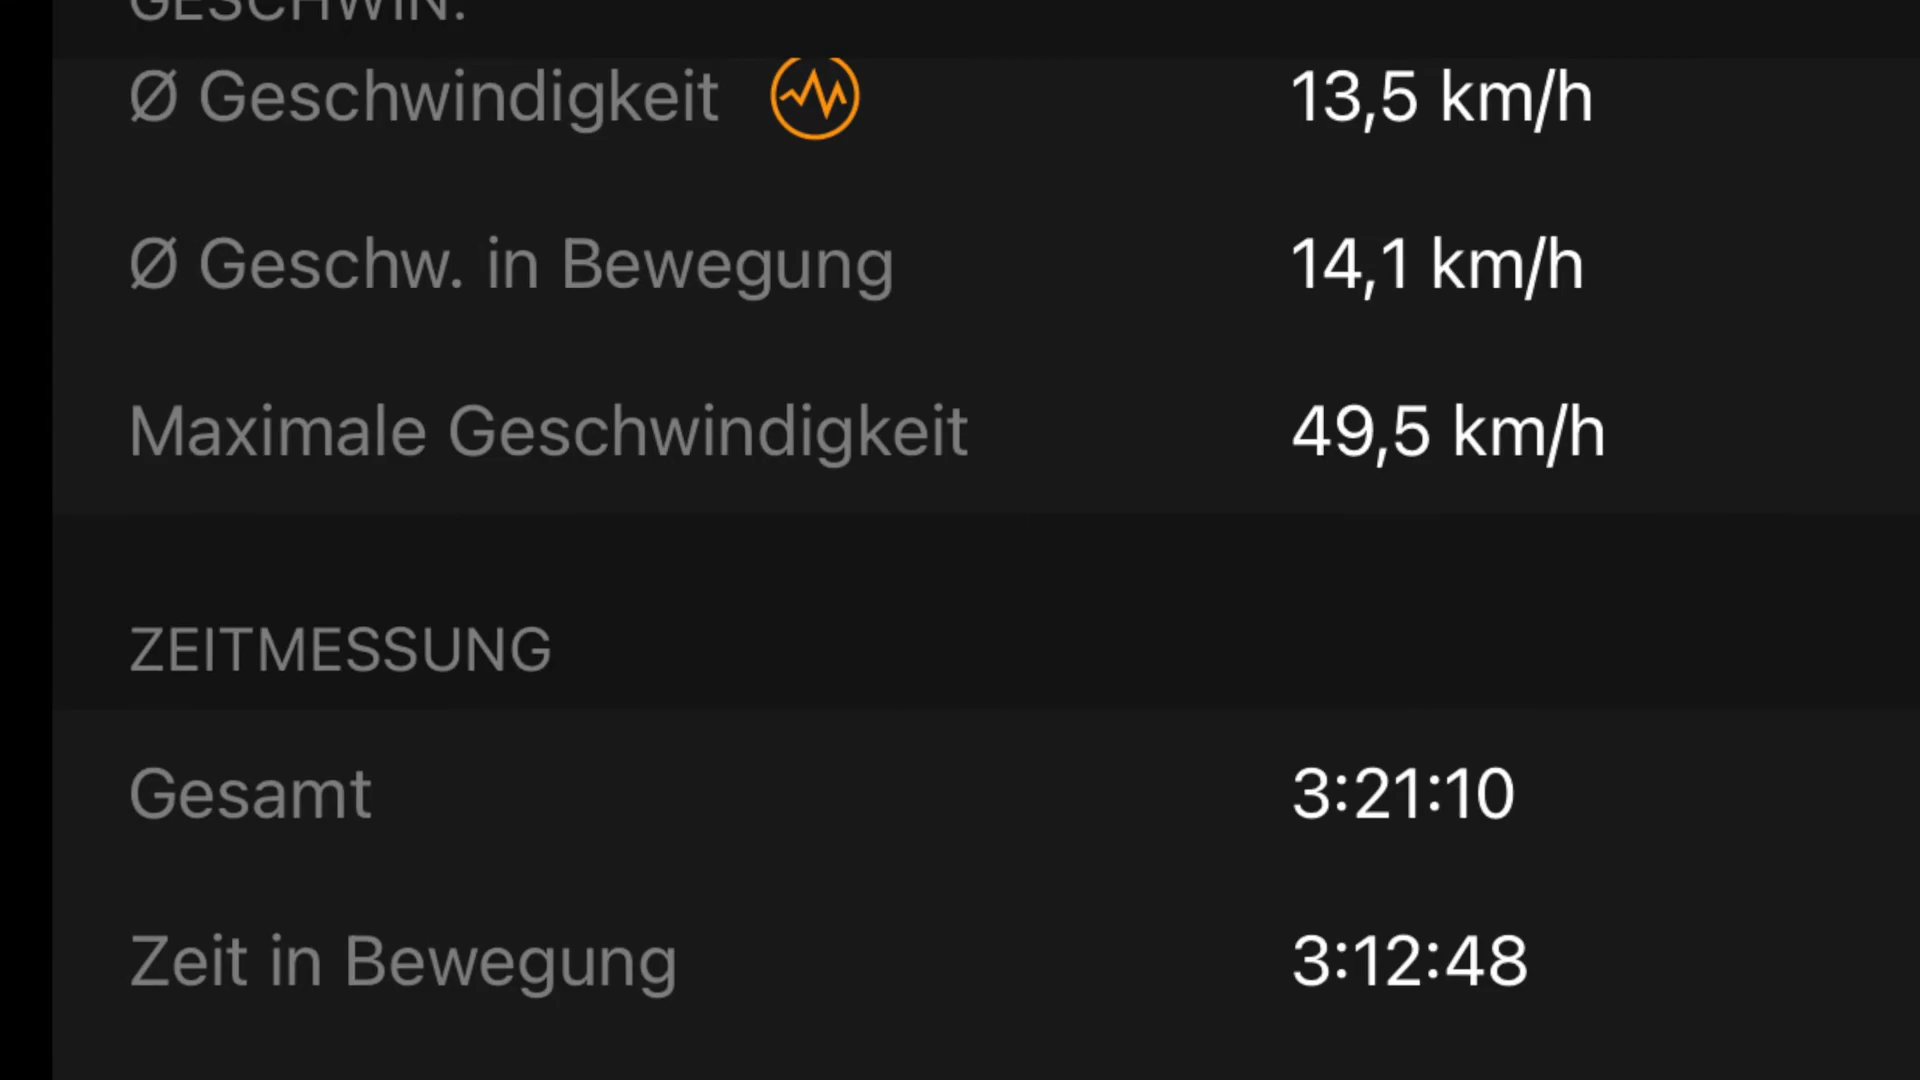 GESCHWIN.
Ø Geschwindigkeit 13,5 km/h
Ø Geschw. in Bewegung 14,1 km/h
Maximale Geschwindigkeit 49,5 km/h
ZEITMESSUNG
Gesamt 3:21:10
Zeit in Bewegung 3:12:48